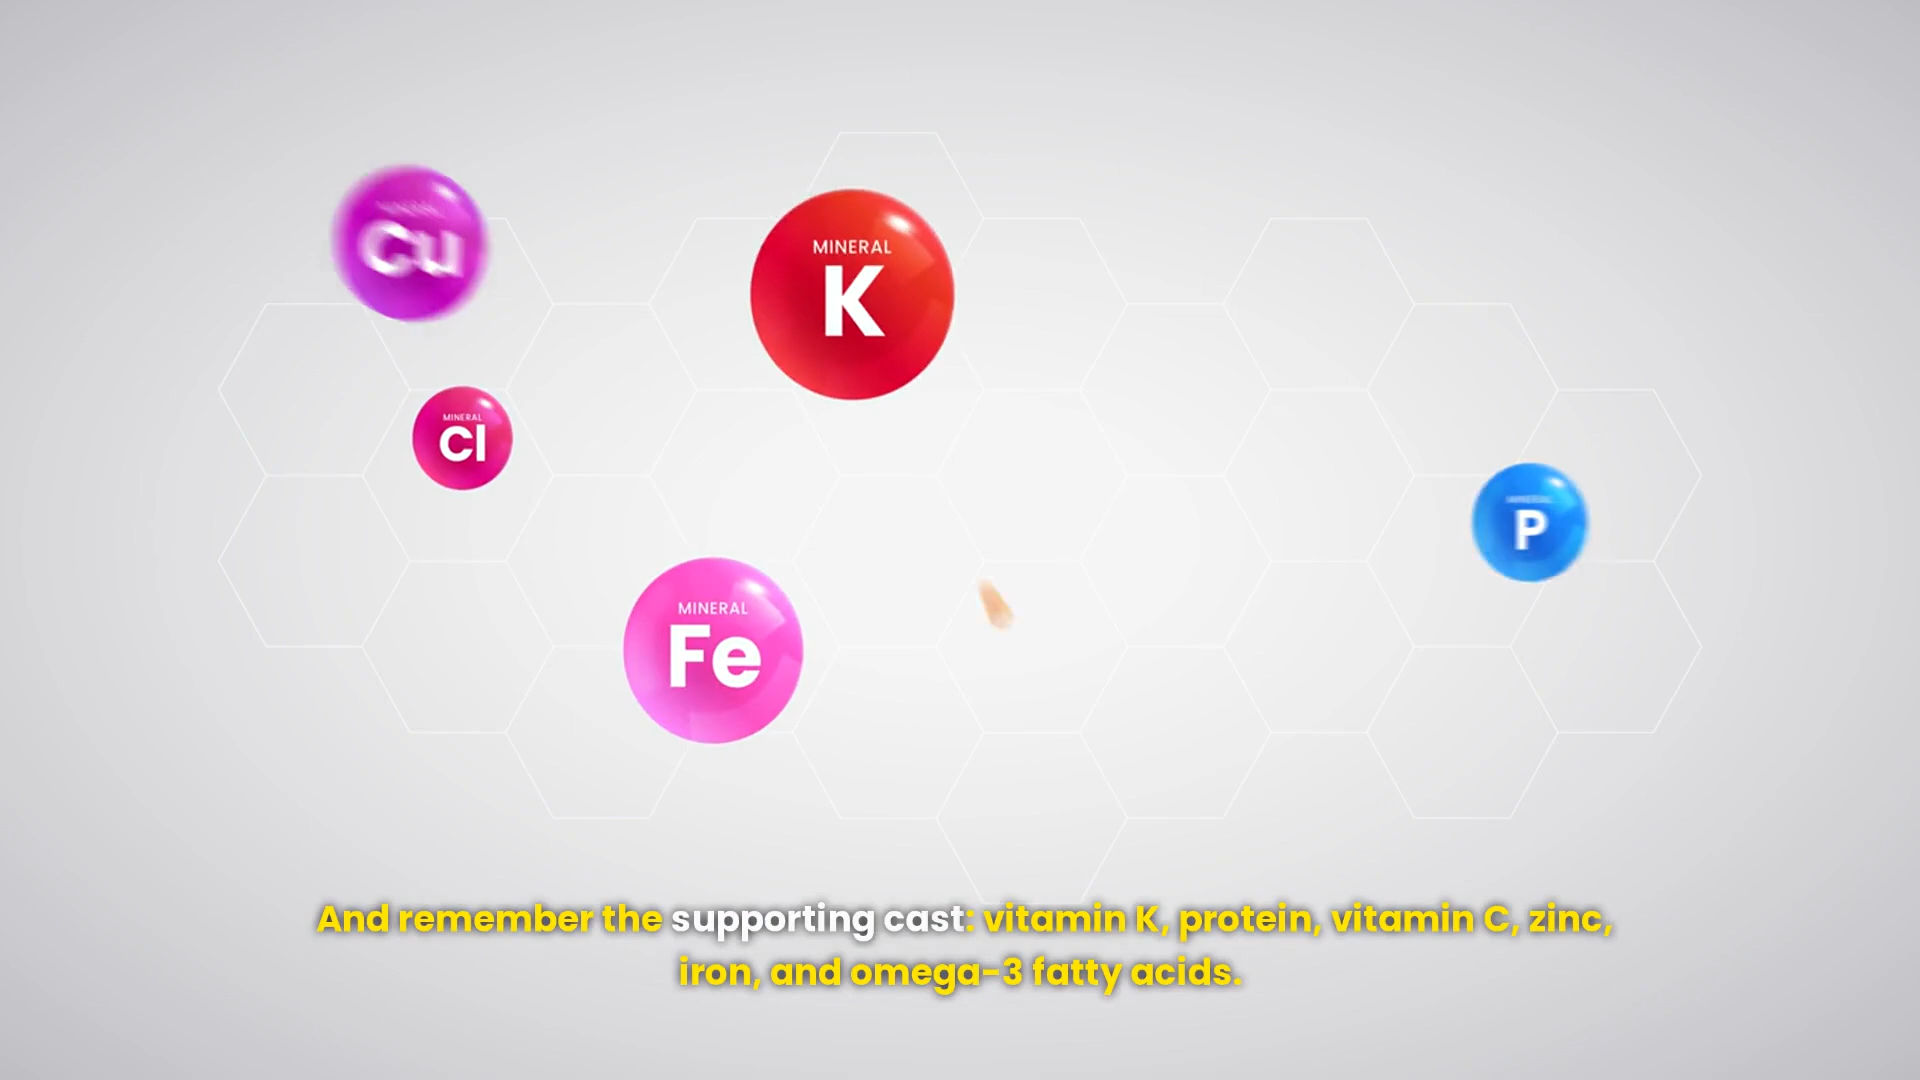 Cu
MINERAL
K
MINERAL
Cl
MINERAL
P
MINERAL
Fe
And remember the supporting cast: vitamin K, protein, vitamin C, zinc,
iron, and omega-3 fatty acids.